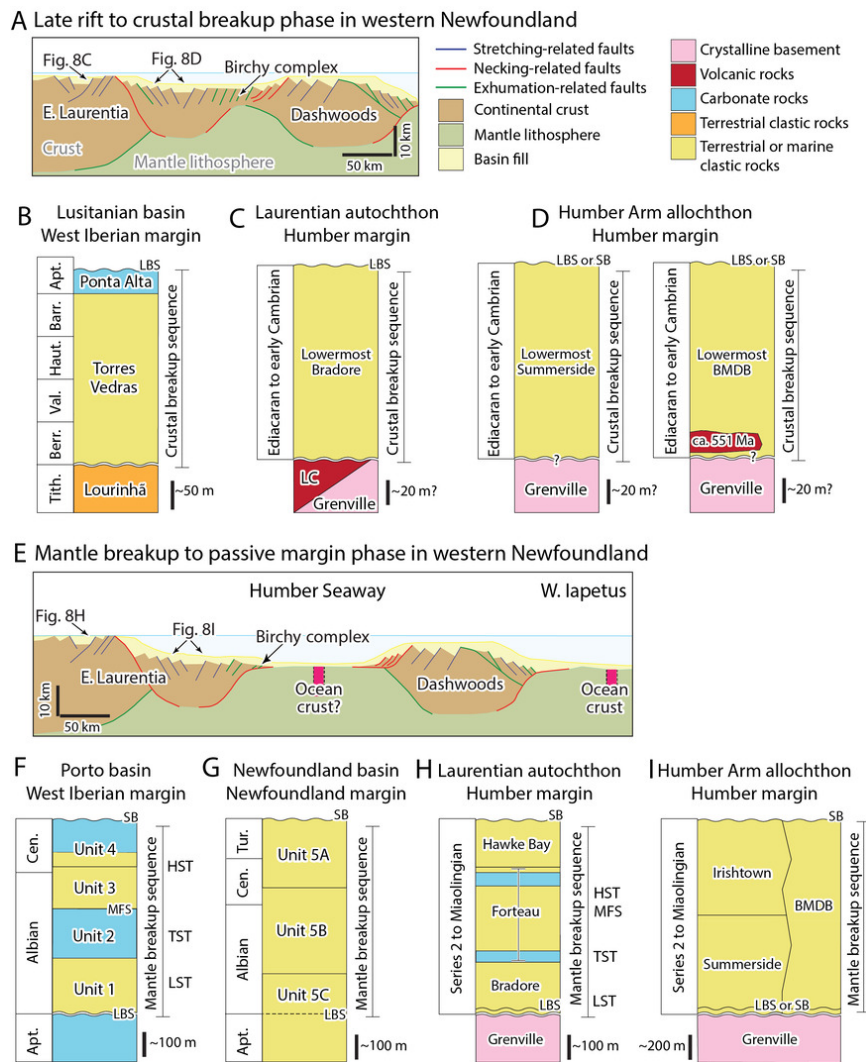 A Late rift to crustal breakup phase in western Newfoundland
Fig. 8C
Fig. 8D
Birchy complex
E. Laurentia
Dashwoods
Crust
Mantle lithosphere
50 km
10 km
Stretching-related faults
Necking-related faults
Exhumation-related faults
Continental crust
Mantle lithosphere
Basin fill
Crystalline basement
Volcanic rocks
Carbonate rocks
Terrestrial clastic rocks
Terrestrial or marine
clastic rocks
B Lusitanian basin
West Iberian margin
LBS
Apt.
Barr.
Haut.
Val.
Berr.
Tith.
Ponta Alta
Torres
Vedras
Lourinhã
Crustal breakup sequence
~50 m
C Laurentian autochthon
Humber margin
LBS
Ediacaran to early Cambrian
Lowermost
Bradore
LC
Grenville
Crustal breakup sequence
~20 m?
D Humber Arm allochthon
Humber margin
LBS or SB
Ediacaran to early Cambrian
Lowermost
Summerside
?
Grenville
Crustal breakup sequence
~20 m?
LBS or SB
Ediacaran to early Cambrian
Lowermost
BMDB
ca. 551 Ma
?
Grenville
Crustal breakup sequence
~20 m?
E Mantle breakup to passive margin phase in western Newfoundland
Humber Seaway
W. Iapetus
Fig. 8H
Fig. 8I
Birchy complex
E. Laurentia
Dashwoods
Ocean
crust?
Ocean
crust
10 km
50 km
F Porto basin
West Iberian margin
SB
Cen.
Albian
Apt.
Unit 4
Unit 3
MFS
Unit 2
Unit 1
LBS
Mantle breakup sequence
HST
TST
LST
~100 m
G Newfoundland basin
Newfoundland margin
SB
Tur.
Cen.
Albian
Apt.
Unit 5A
Unit 5B
Unit 5C
LBS
Mantle breakup sequence
~100 m
H Laurentian autochthon
Humber margin
SB
Series 2 to Miaolingian
Hawke Bay
Forteau
Bradore
LBS
Grenville
Mantle breakup sequence
HST
MFS
TST
LST
~100 m
I Humber Arm allochthon
Humber margin
SB
Series 2 to Miaolingian
Irishtown
BMDB
Summerside
LBS or SB
Grenville
Mantle breakup sequence
~200 m